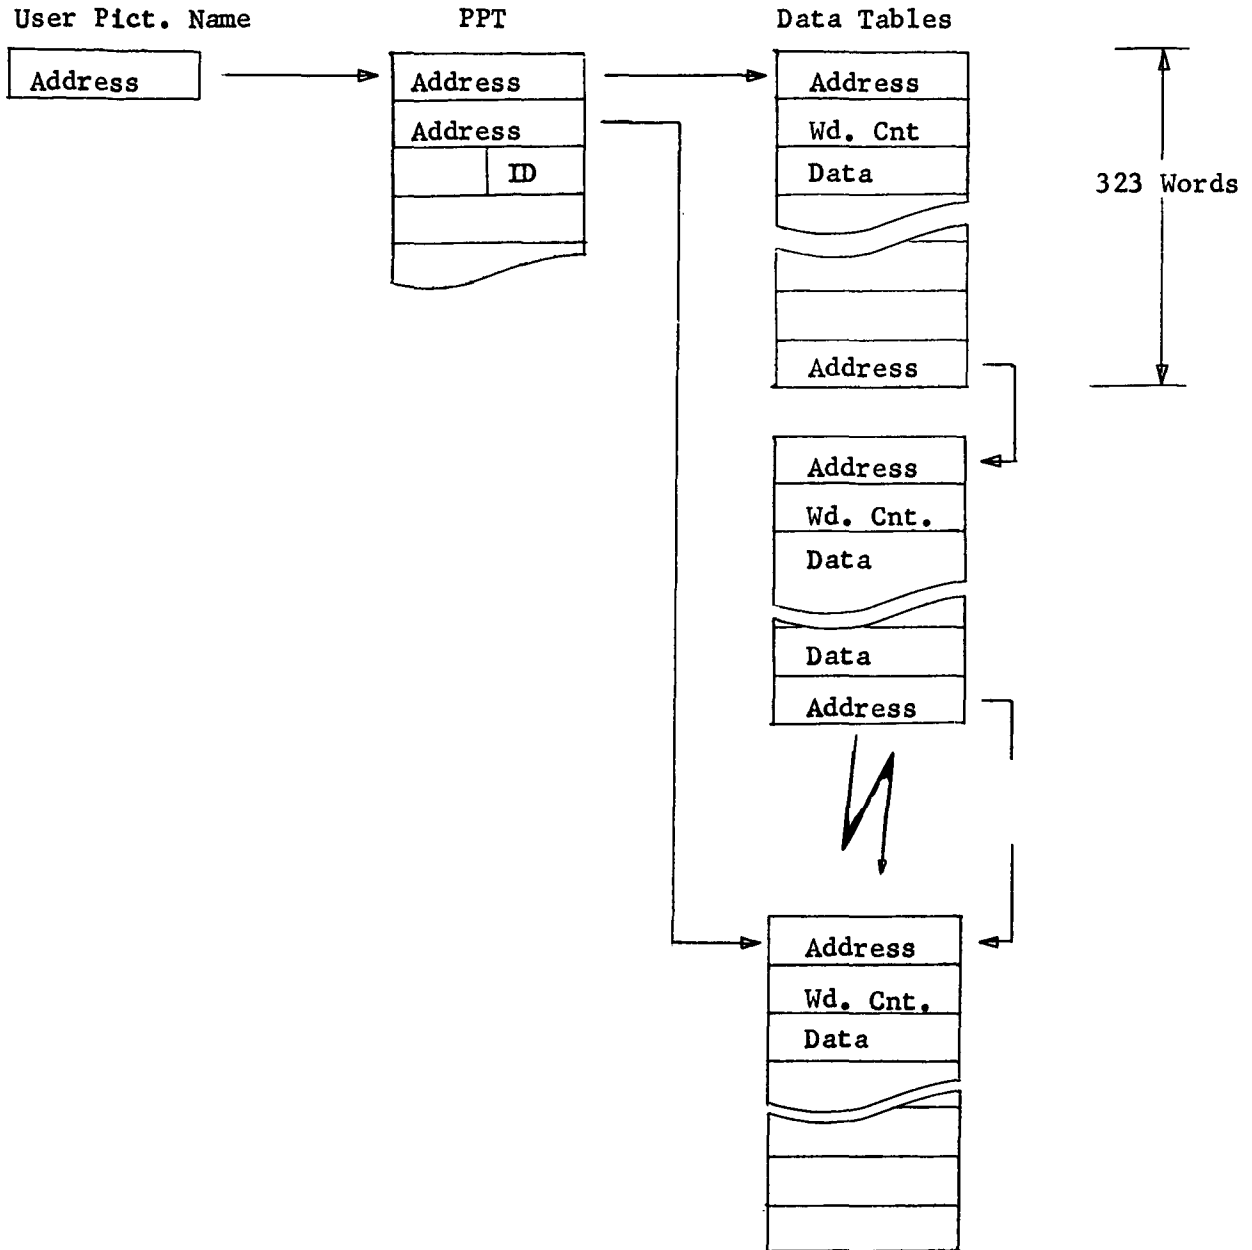 User Pict. Name
PPT
Data Tables
Address
Address
Address
ID
Address
Wd. Cnt
Data
Address
323 Words
Address
Wd. Cnt.
Data
Data
Address
Address
Wd. Cnt.
Data